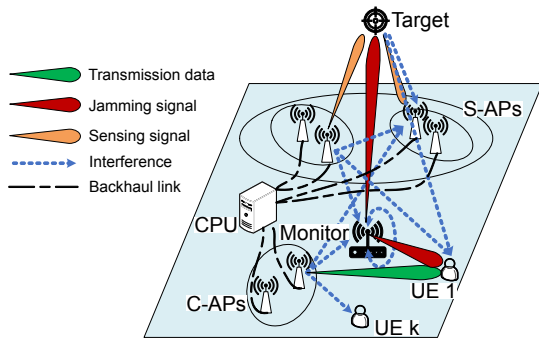 Target
Transmission data
Jamming signal
Sensing signal
Interference
Backhaul link
S-APs
CPU
Monitor
UE 1
C-APs
UE k